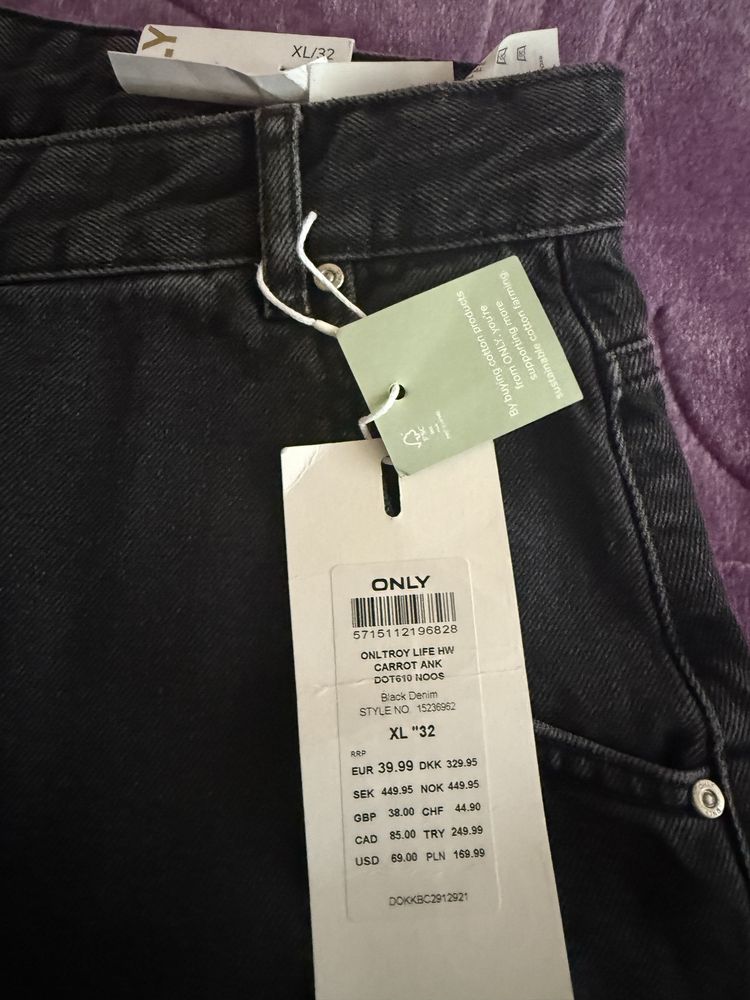 LY
XL/32
By buying cotton products
from ONLY, you're
supporting more
sustainable cotton farming.
ONLY
5715112196828
ONLTROY LIFE HW
CARROT ANK
DOT610 NOOS
Black Denim
STYLE NO. 15236962
XL "32
RRP
EUR 39.99 DKK 329.95
SEK 449.95 NOK 449.95
GBP 38.00 CHF 44.90
CAD 85.00 TRY 249.99
USD 69.00 PLN 169.99
DOKKBC2912921